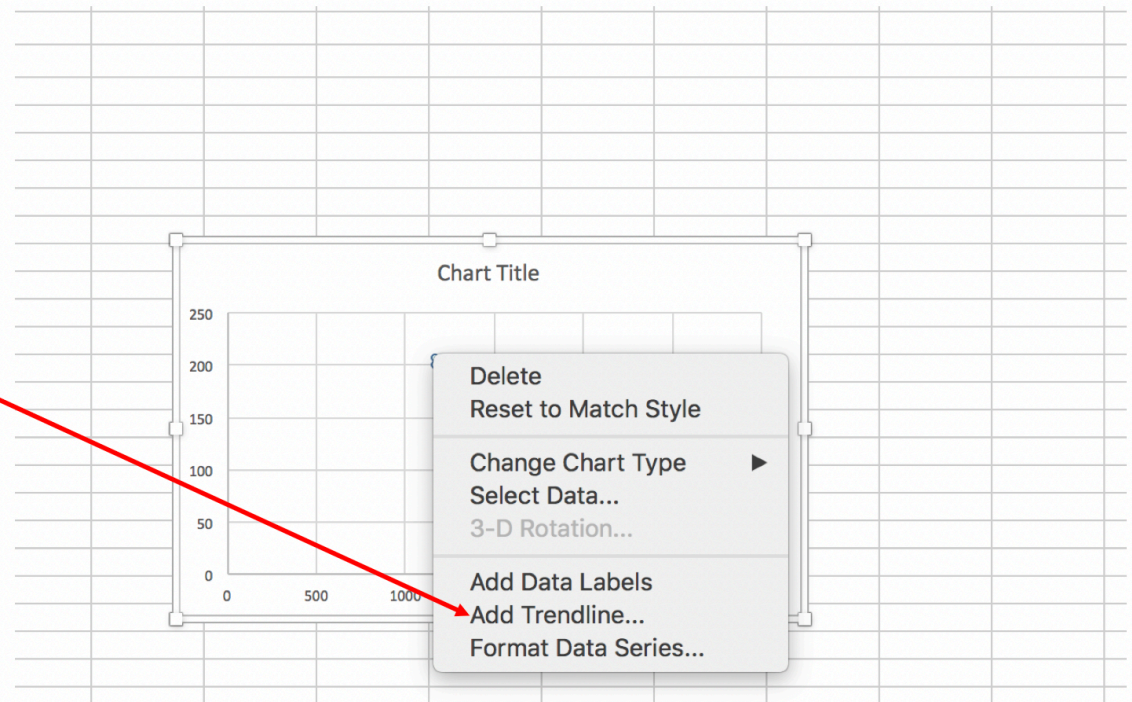 Chart Title
250
200
150
100
50
0
0 500 1000
Delete
Reset to Match Style
Change Chart Type
Select Data...
3-D Rotation...
Add Data Labels
Add Trendline...
Format Data Series...